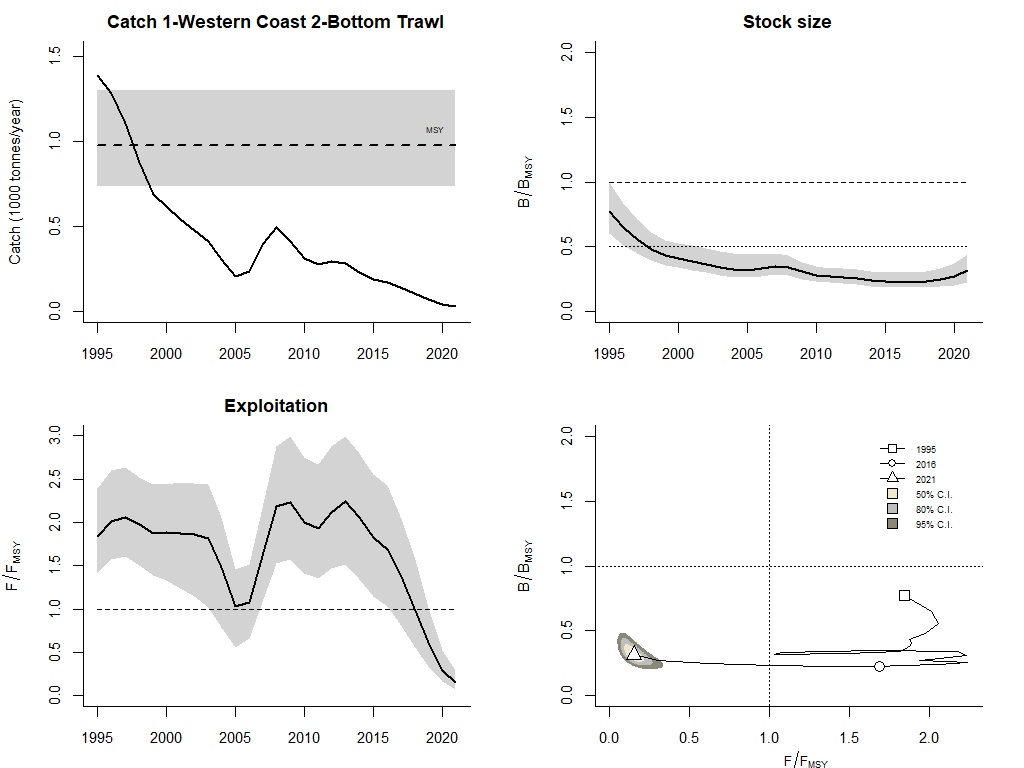 Catch 1-Western Coast 2-Bottom Trawl
Catch (1000 tonnes/year)
1.5
1.0
0.5
0.0
MSY
1995 2000 2005 2010 2015 2020
Stock size
B/B_MSY
2.0
1.5
1.0
0.5
0.0
1995 2000 2005 2010 2015 2020
Exploitation
F/F_MSY
3.0
2.5
2.0
1.5
1.0
0.5
0.0
1995 2000 2005 2010 2015 2020
B/B_MSY
2.0
1.5
1.0
0.5
0.0
1995
2016
2021
50% C.I.
80% C.I.
95% C.I.
0.0 0.5 1.0 1.5 2.0
F/F_MSY